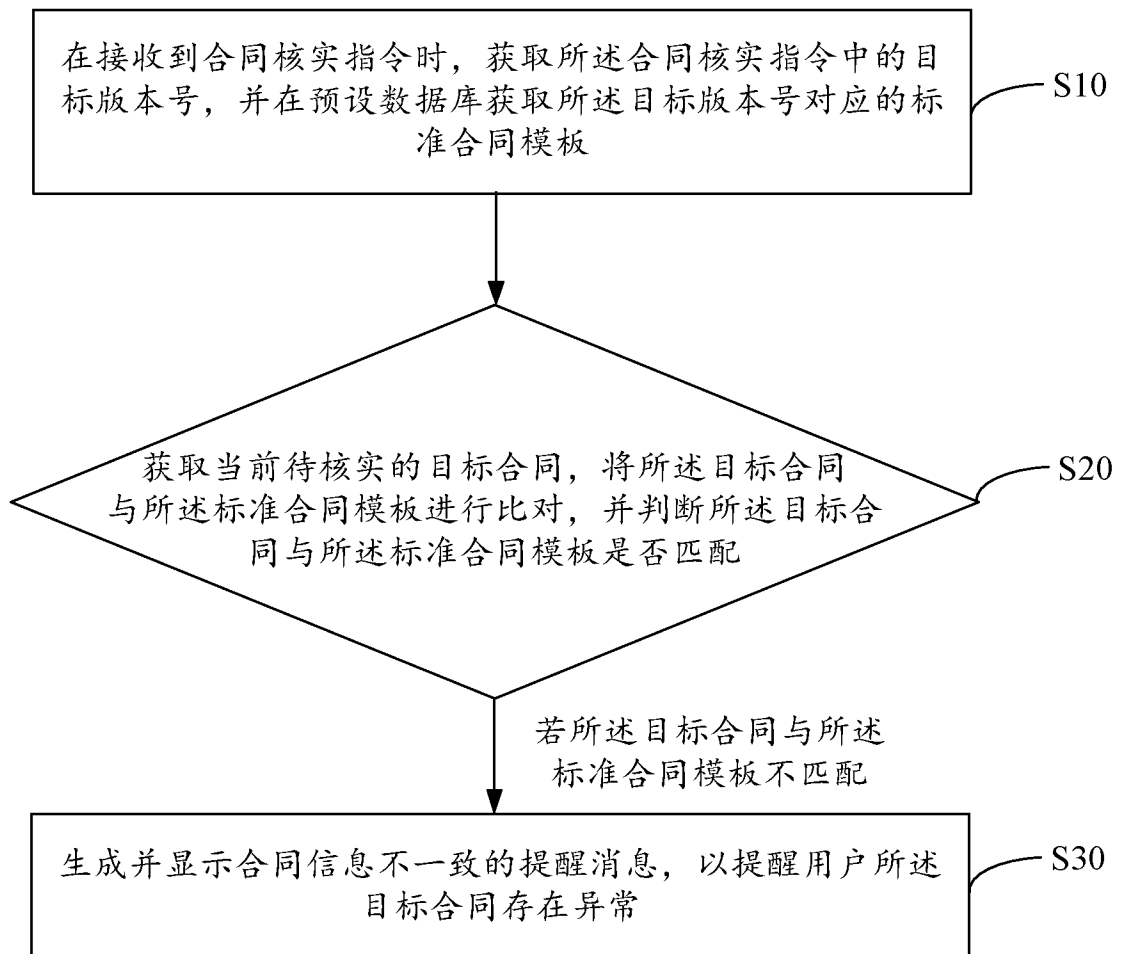 在接收到合同核实指令时，获取所述合同核实指令中的目
标版本号，并在预设数据库获取所述目标版本号对应的标
准合同模板
S10
获取当前待核实的目标合同，将所述目标合同
与所述标准合同模板进行比对，并判断所述目标合
同与所述标准合同模板是否匹配
S20
若所述目标合同与所述
标准合同模板不匹配
生成并显示合同信息不一致的提醒消息，以提醒用户所述
目标合同存在异常
S30